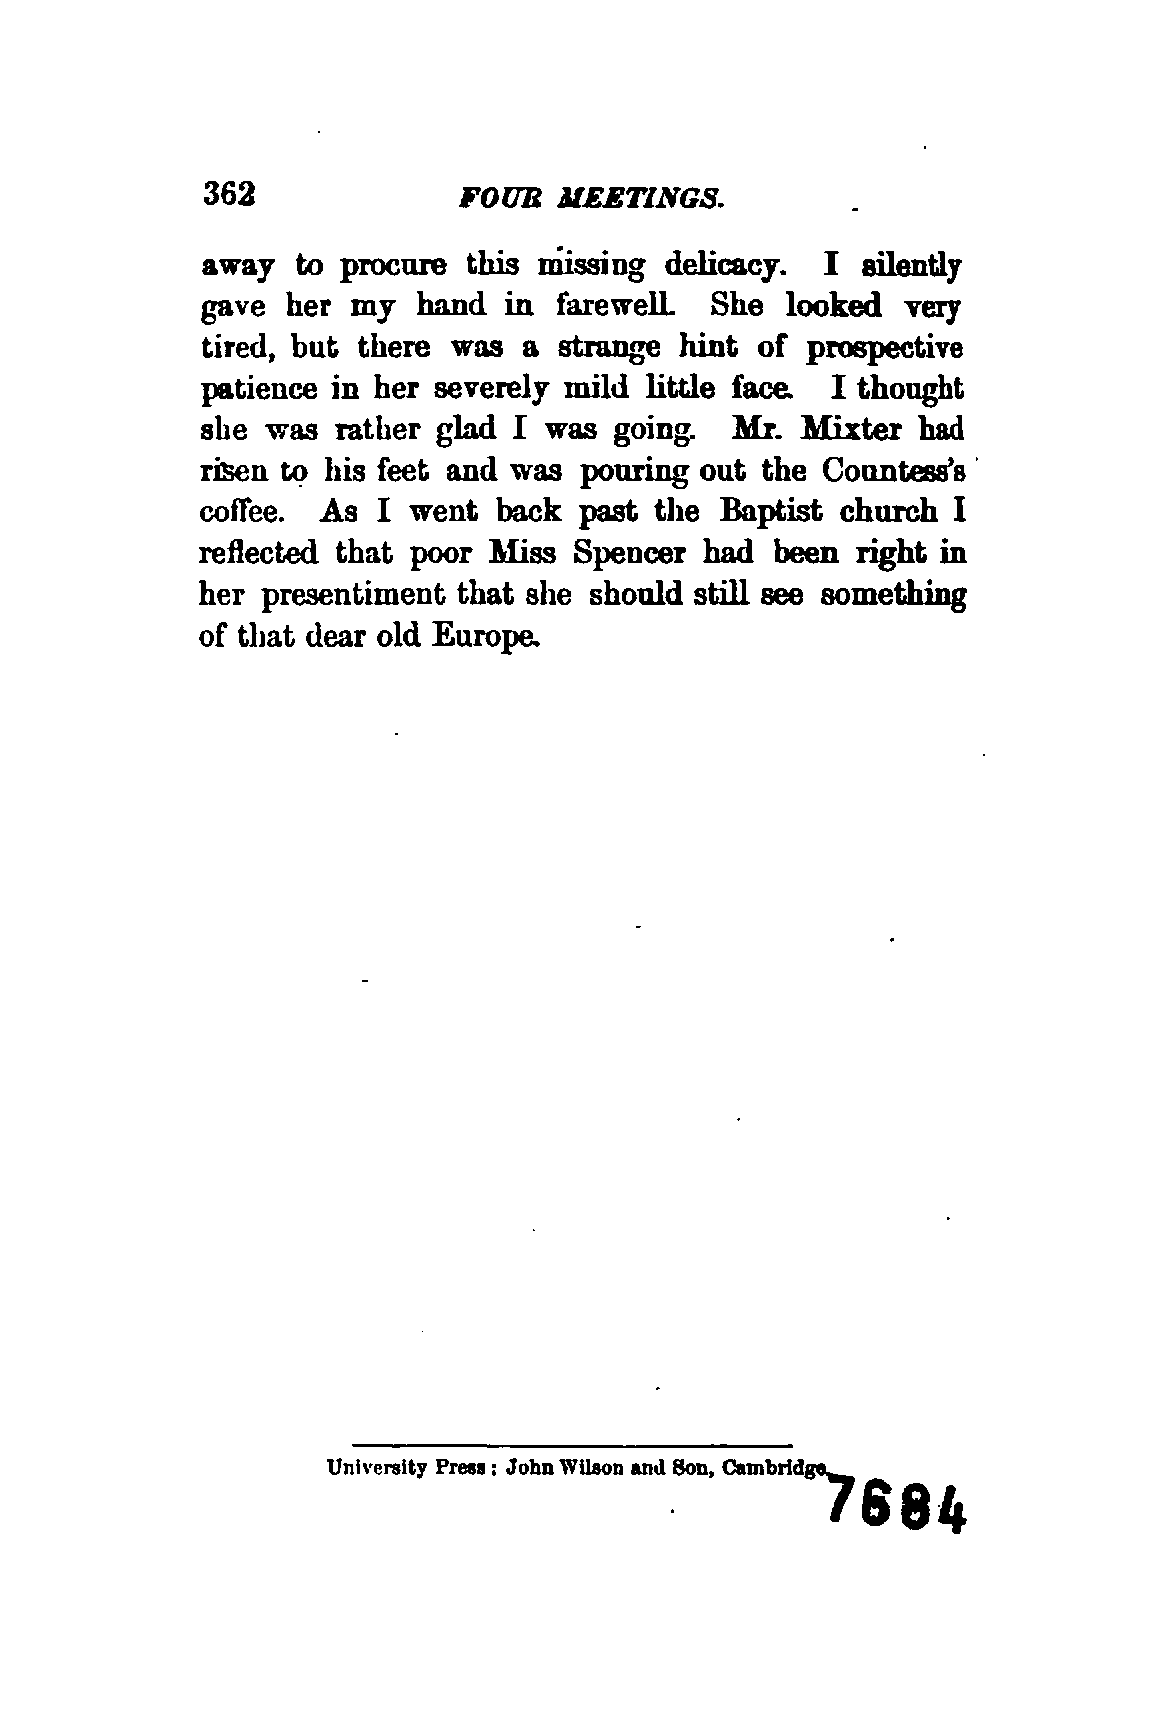 362
FOUR MEETINGS.
away to procure this missing delicacy. I silently
gave her my hand in farewell. She looked very
tired, but there was a strange hint of prospective
patience in her severely mild little face. I thought
she was rather glad I was going. Mr. Mixter had
risen to his feet and was pouring out the Countess's
coffee. As I went back past the Baptist church I
reflected that poor Miss Spencer had been right in
her presentiment that she should still see something
of that dear old Europe.
University Press: John Wilson and Son, Cambridge.
7684